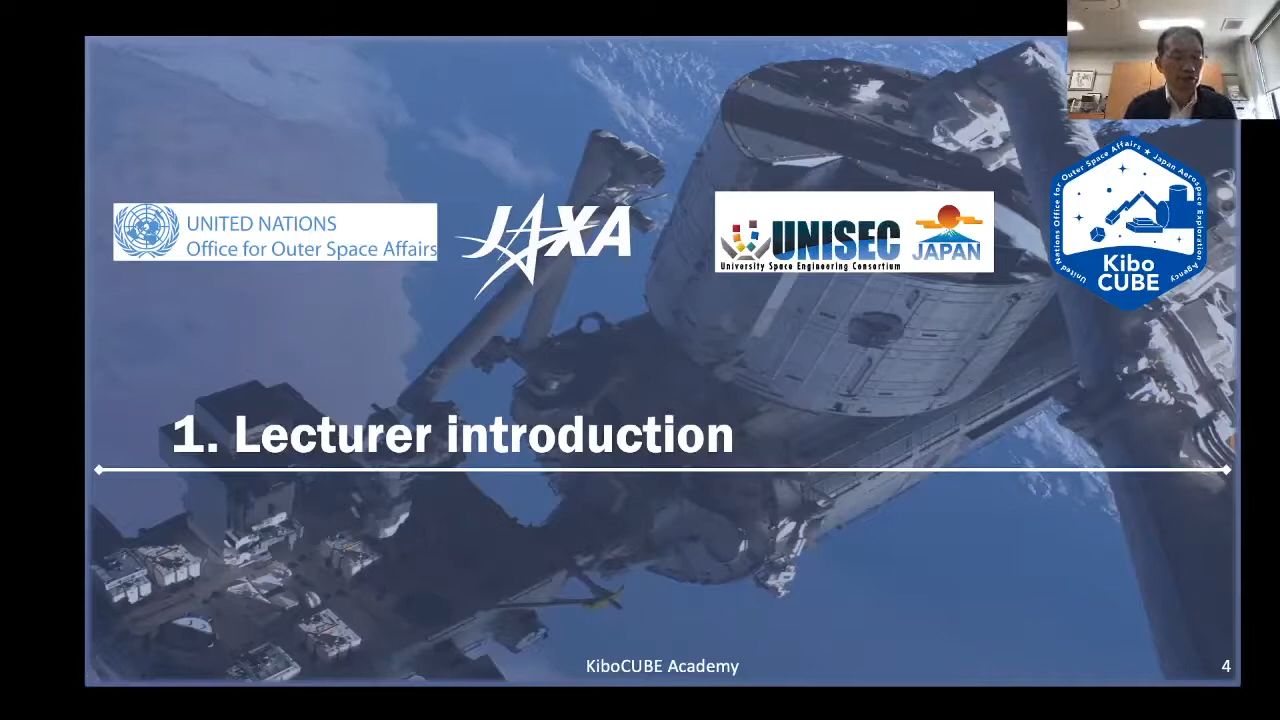 UNITED NATIONS
Office for Outer Space Affairs
JAXA
UNISEC
JAPAN
University Space Engineering Consortium
United Nations Office for Outer Space Affairs ★ Japan Aerospace Exploration Agency
Kibo
CUBE
1. Lecturer introduction
KiboCUBE Academy
4